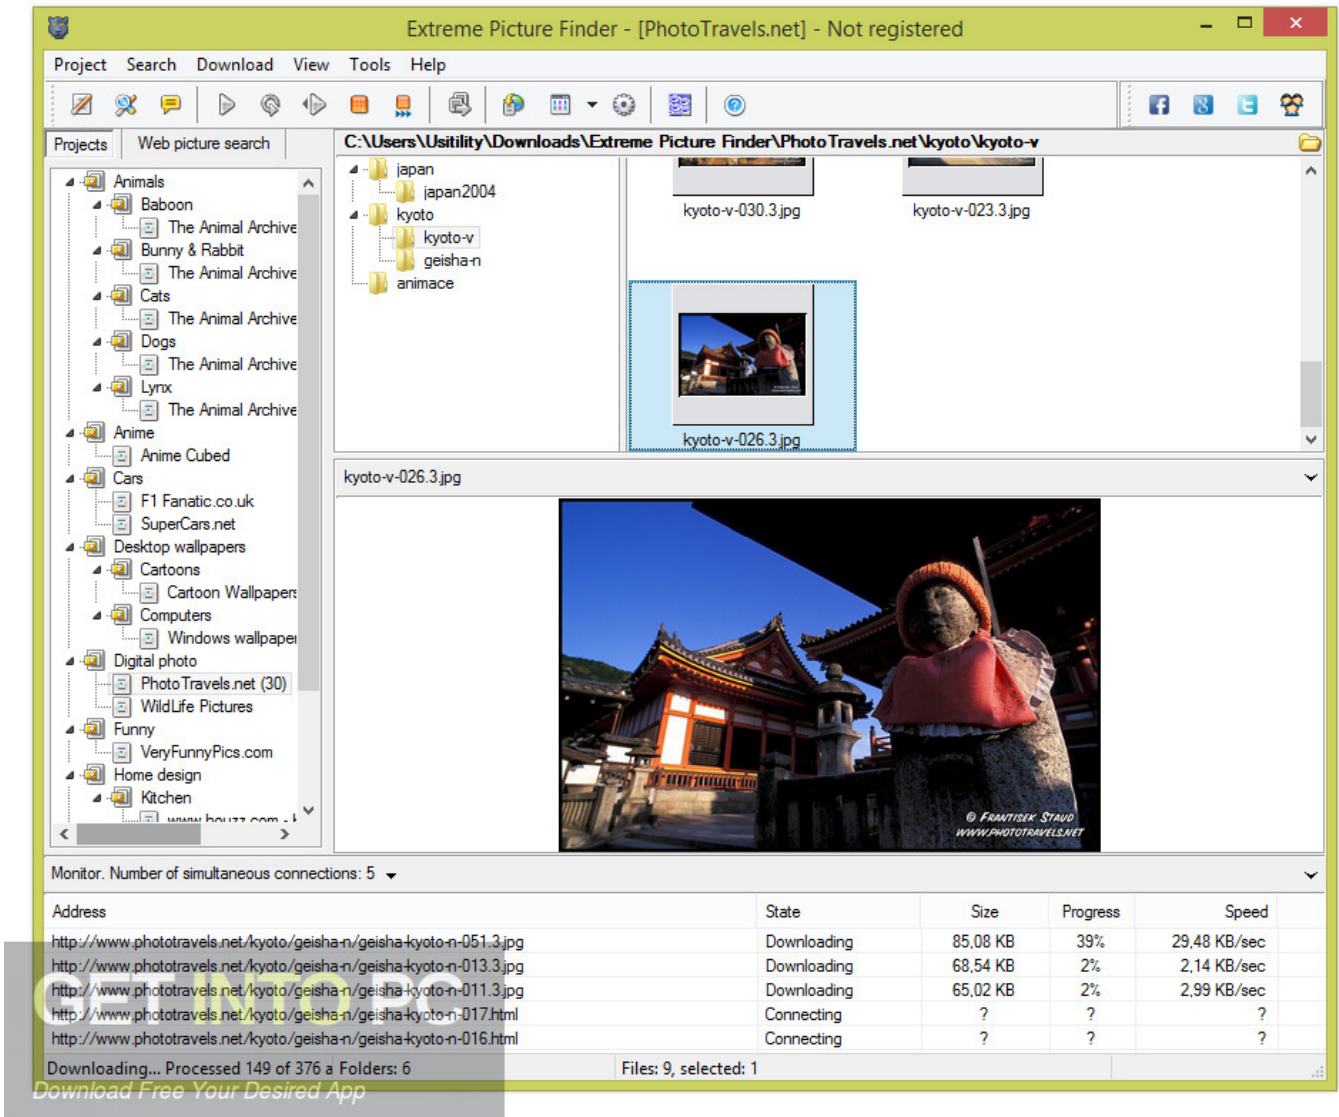 Extreme Picture Finder - [PhotoTravels.net] - Not registered
Project Search Download View Tools Help
Projects Web picture search
C:\Users\Usitility\Downloads\Extreme Picture Finder\PhotoTravels.net\kyoto\kyoto-v
Animals
Baboon
The Animal Archive
Bunny & Rabbit
The Animal Archive
Cats
The Animal Archive
Dogs
The Animal Archive
Lynx
The Animal Archive
Anime
Anime Cubed
Cars
F1 Fanatic.co.uk
SuperCars.net
Desktop wallpapers
Cartoons
Cartoon Wallpapers
Computers
Windows wallpaper
Digital photo
PhotoTravels.net (30)
WildLife Pictures
Funny
VeryFunnyPics.com
Home design
Kitchen
www.houzz.com -
japan
japan2004
kyoto
kyoto-v
geisha-n
animace
kyoto-v-030.3.jpg kyoto-v-023.3.jpg
kyoto-v-026.3.jpg
kyoto-v-026.3.jpg
© FRANTISEK STAUD
WWW.PHOTOTRAVELS.NET
Monitor. Number of simultaneous connections: 5
Address State Size Progress Speed
http://www.phototravels.net/kyoto/geisha-n/geisha-kyoto-n-051.3.jpg Downloading 85,08 KB 39% 29,48 KB/sec
http://www.phototravels.net/kyoto/geisha-n/geisha-kyoto-n-013.3.jpg Downloading 68,54 KB 2% 2,14 KB/sec
http://www.phototravels.net/kyoto/geisha-n/geisha-kyoto-n-011.3.jpg Downloading 65,02 KB 2% 2,99 KB/sec
http://www.phototravels.net/kyoto/geisha-n/geisha-kyoto-n-017.html Connecting ? ? ?
http://www.phototravels.net/kyoto/geisha-n/geisha-kyoto-n-016.html Connecting ? ? ?
GET INTO PC
Downloading... Processed 149 of 376 a Folders: 6 Files: 9, selected: 1
Download Free Your Desired App